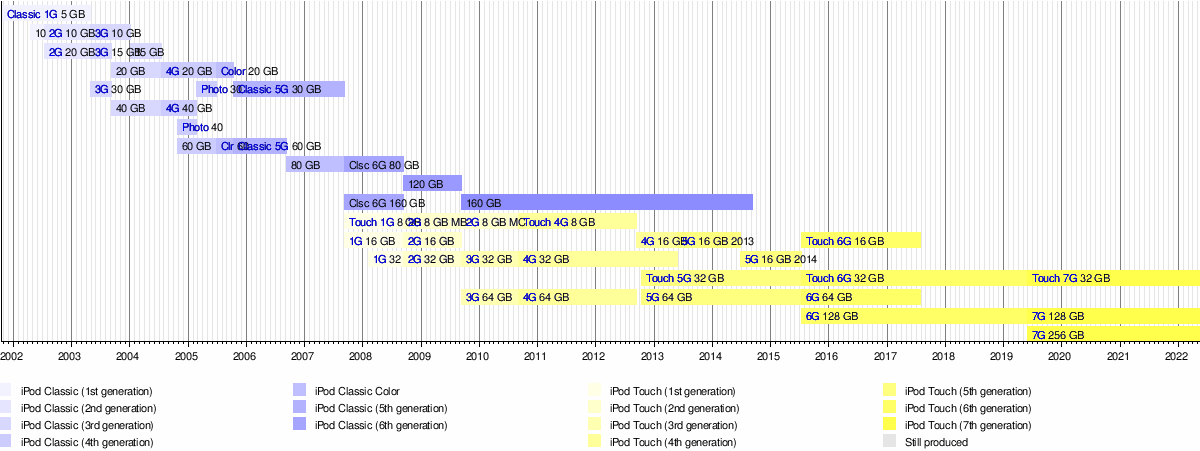 Classic 1G 5 GB
10 2G 10 GB 3G 10 GB
2G 20 GB 3G 15 GB 15 GB
20 GB 4G 20 GB Color 20 GB
3G 30 GB Photo 30 Classic 5G 30 GB
40 GB 4G 40 GB
Photo 40
60 GB Clr 60 Classic 5G 60 GB
80 GB Clsc 6G 80 GB
120 GB
Clsc 6G 160 GB 160 GB
Touch 1G 8 GB 2G 8 GB MB 2G 8 GB MC Touch 4G 8 GB
1G 16 GB 2G 16 GB 4G 16 GB 5G 16 GB 2013 Touch 6G 16 GB
1G 32 2G 32 GB 3G 32 GB 4G 32 GB 5G 16 GB 2014
Touch 5G 32 GB Touch 6G 32 GB Touch 7G 32 GB
3G 64 GB 4G 64 GB 5G 64 GB 6G 64 GB
6G 128 GB 7G 128 GB
7G 256 GB
2002 2003 2004 2005 2006 2007 2008 2009 2010 2011 2012 2013 2014 2015 2016 2017 2018 2019 2020 2021 2022
iPod Classic (1st generation) iPod Classic Color iPod Touch (1st generation) iPod Touch (5th generation)
iPod Classic (2nd generation) iPod Classic (5th generation) iPod Touch (2nd generation) iPod Touch (6th generation)
iPod Classic (3rd generation) iPod Classic (6th generation) iPod Touch (3rd generation) iPod Touch (7th generation)
iPod Classic (4th generation) iPod Touch (4th generation) Still produced